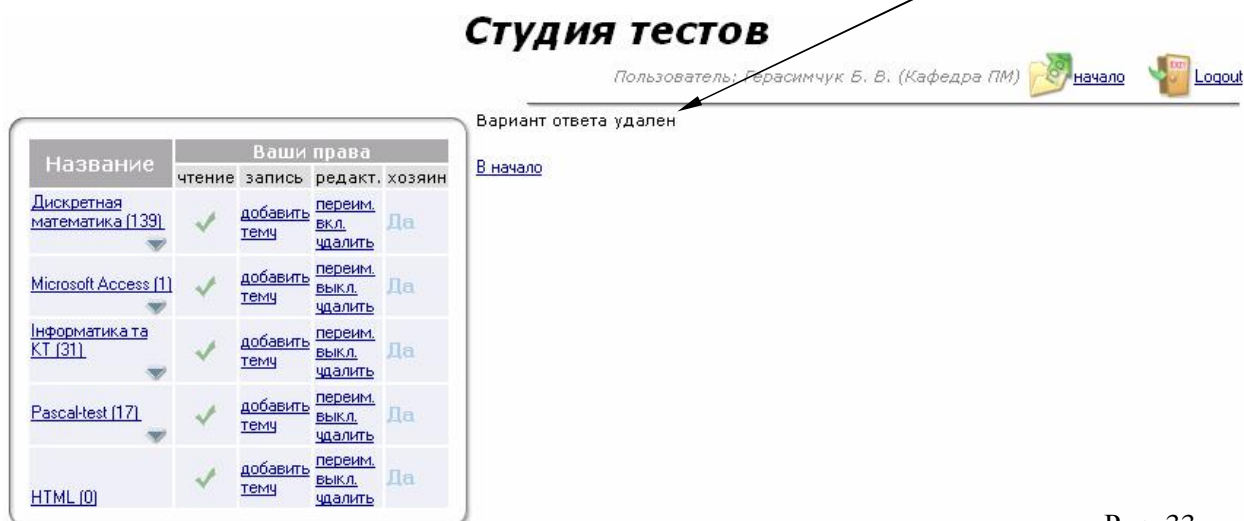 Студия тестов
Пользователь: Герасимчук Б. В. (Кафедра ПМ) начало Logout
Вариант ответа удален
В начало
Название Ваши права
чтение запись редакт. хозяин
Дискретная математика (139) добавить тему переим. вкл. удалить Да
Microsoft Access (1) добавить тему переим. выкл. удалить Да
Інформатика та КТ (31) добавить тему переим. выкл. удалить Да
Pascal-test (17) добавить тему переим. выкл. удалить Да
HTML (0) добавить тему переим. выкл. удалить Да